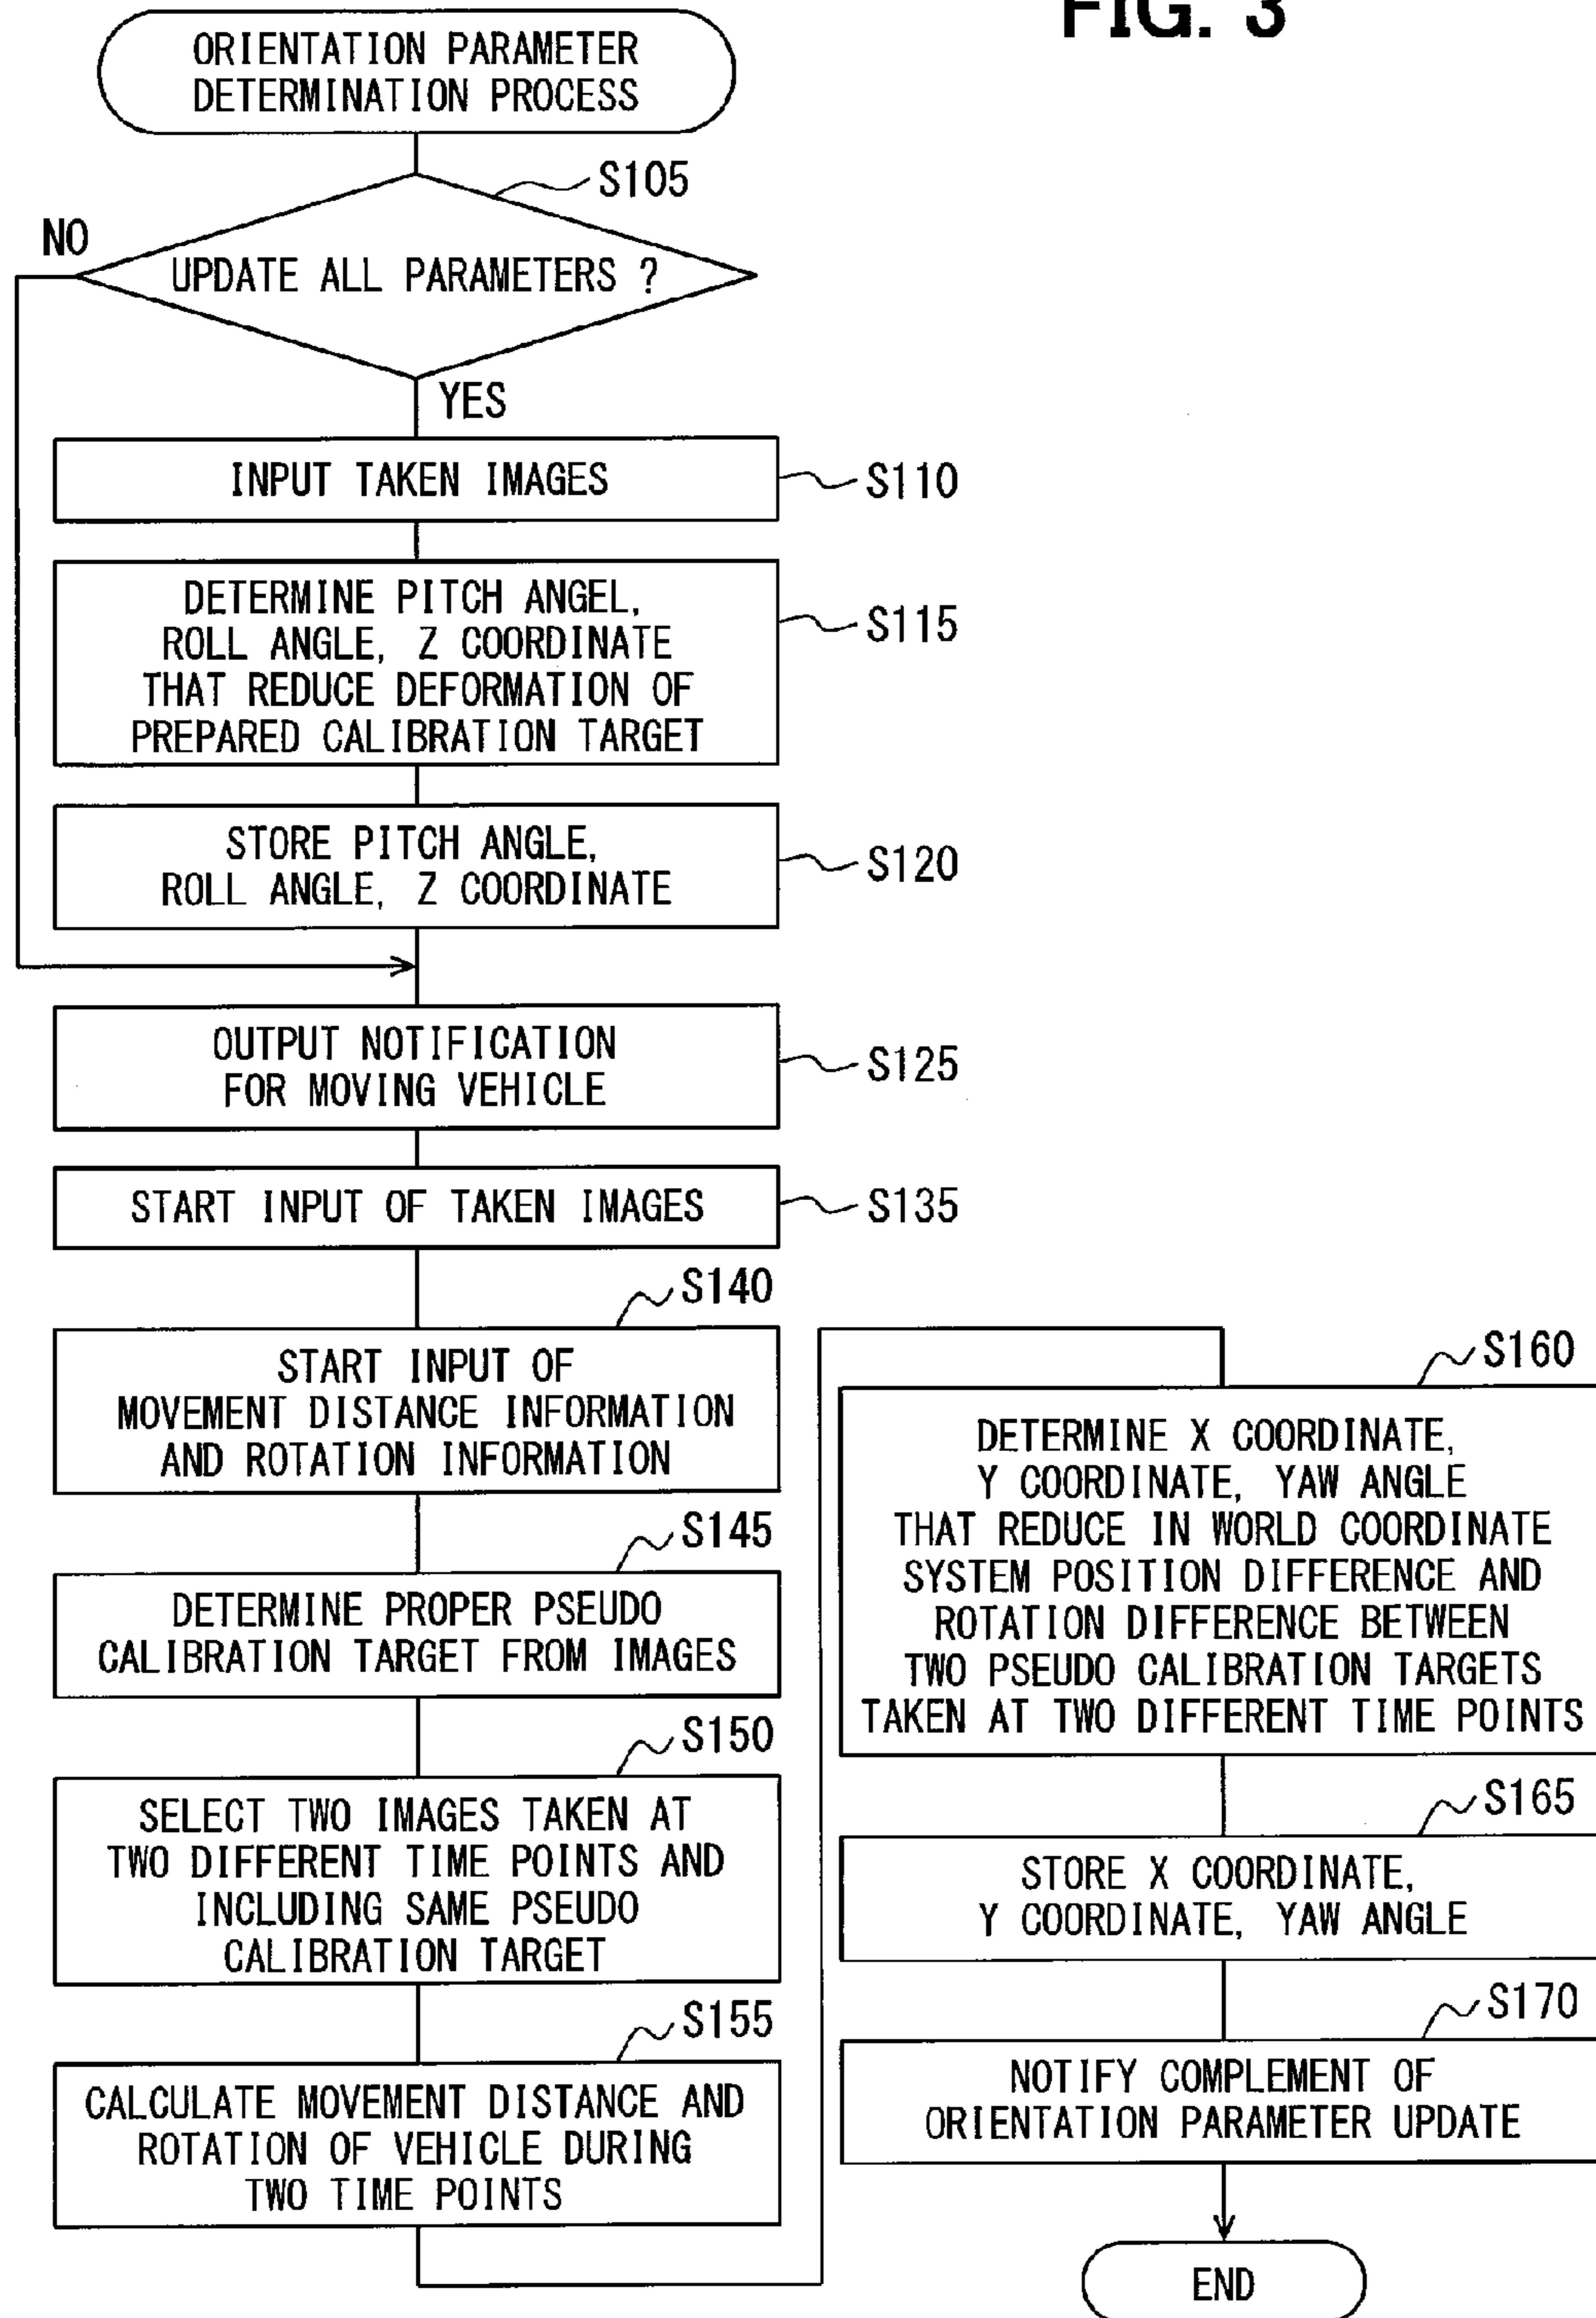 FIG. 3
ORIENTATION PARAMETER
DETERMINATION PROCESS
S105
NO
UPDATE ALL PARAMETERS ?
YES
INPUT TAKEN IMAGES
S110
DETERMINE PITCH ANGEL,
ROLL ANGLE, Z COORDINATE
THAT REDUCE DEFORMATION OF
PREPARED CALIBRATION TARGET
S115
STORE PITCH ANGLE,
ROLL ANGLE, Z COORDINATE
S120
OUTPUT NOTIFICATION
FOR MOVING VEHICLE
S125
START INPUT OF TAKEN IMAGES
S135
S140
START INPUT OF
MOVEMENT DISTANCE INFORMATION
AND ROTATION INFORMATION
S145
DETERMINE PROPER PSEUDO
CALIBRATION TARGET FROM IMAGES
S150
SELECT TWO IMAGES TAKEN AT
TWO DIFFERENT TIME POINTS AND
INCLUDING SAME PSEUDO
CALIBRATION TARGET
S155
CALCULATE MOVEMENT DISTANCE AND
ROTATION OF VEHICLE DURING
TWO TIME POINTS
S160
DETERMINE X COORDINATE,
Y COORDINATE, YAW ANGLE
THAT REDUCE IN WORLD COORDINATE
SYSTEM POSITION DIFFERENCE AND
ROTATION DIFFERENCE BETWEEN
TWO PSEUDO CALIBRATION TARGETS
TAKEN AT TWO DIFFERENT TIME POINTS
S165
STORE X COORDINATE,
Y COORDINATE, YAW ANGLE
S170
NOTIFY COMPLEMENT OF
ORIENTATION PARAMETER UPDATE
END